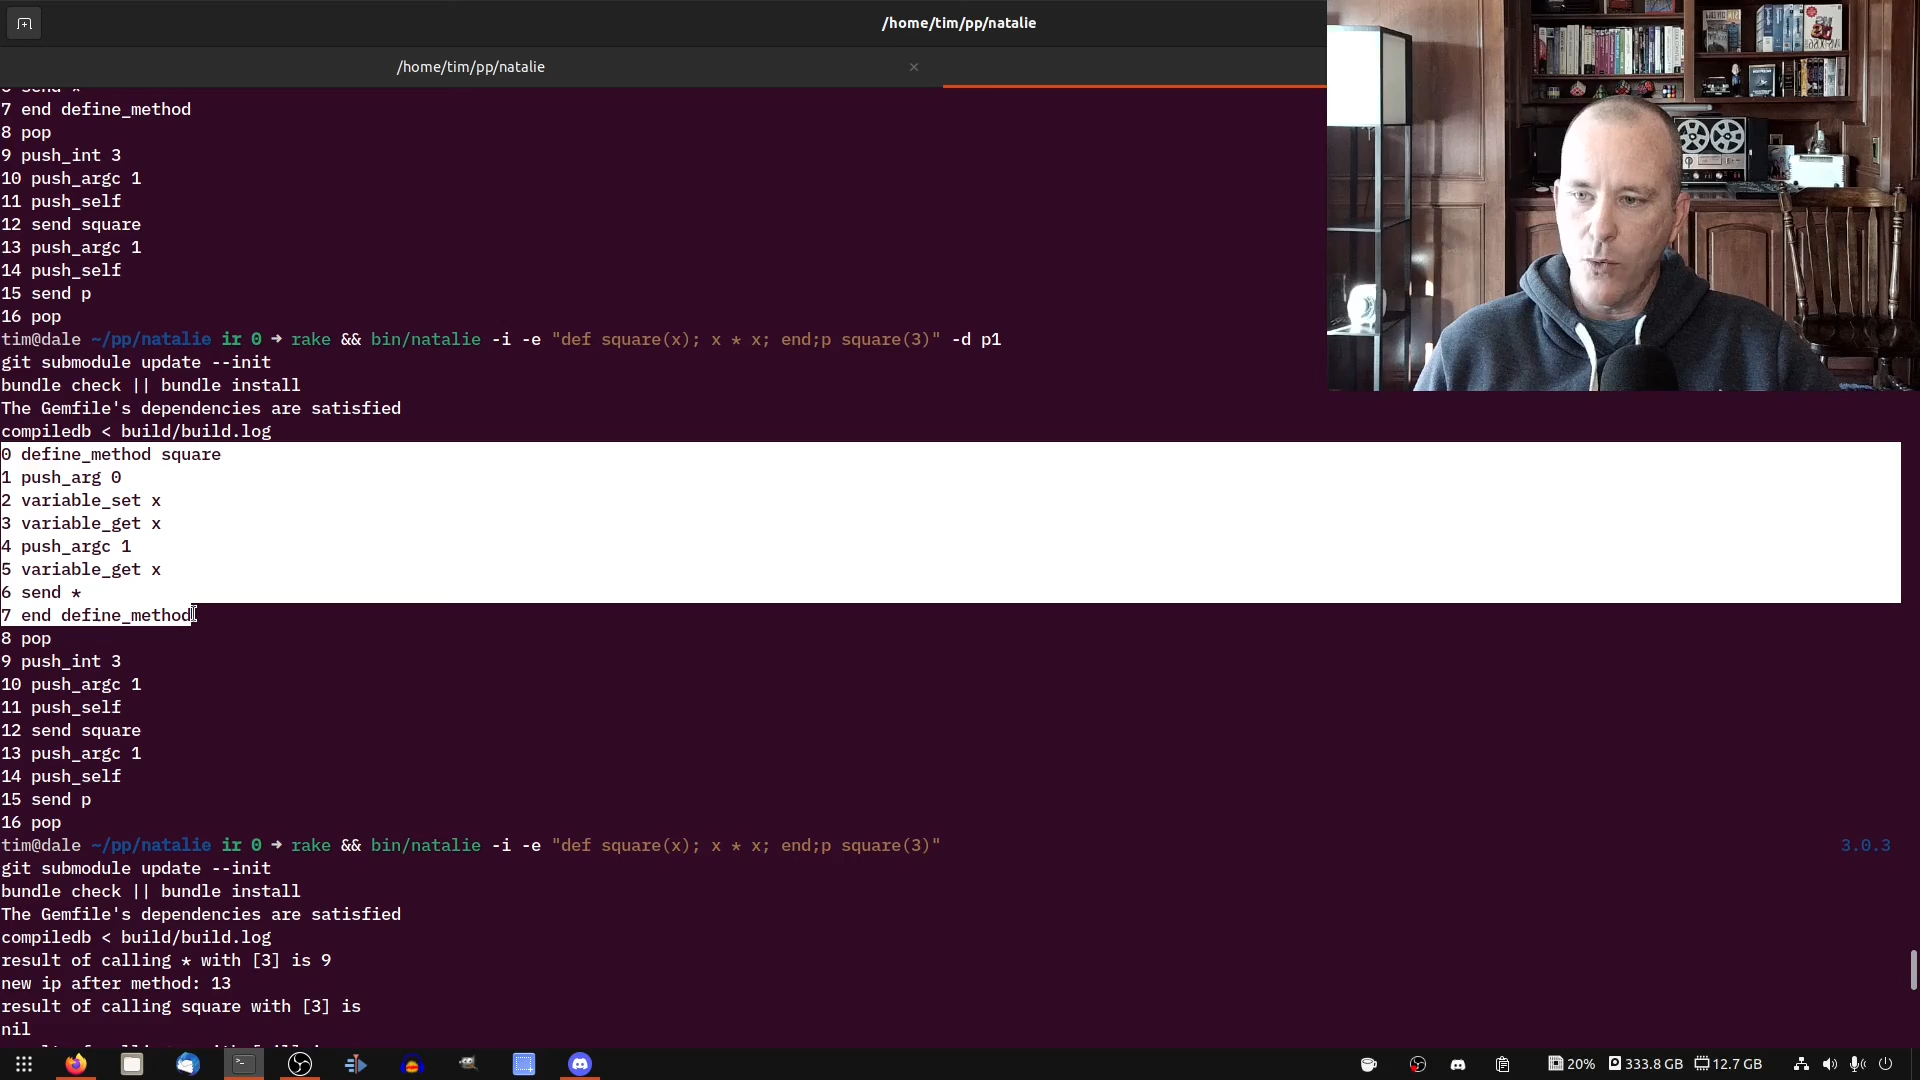 /home/tim/pp/natalie
/home/tim/pp/natalie
6 send *
7 end define_method
8 pop
9 push_int 3
10 push_argc 1
11 push_self
12 send square
13 push_argc 1
14 push_self
15 send p
16 pop
tim@dale ~/pp/natalie ir 0 ➜ rake && bin/natalie -i -e "def square(x); x * x; end;p square(3)" -d p1
git submodule update --init
bundle check || bundle install
The Gemfile's dependencies are satisfied
compiledb < build/build.log
0 define_method square
1 push_arg 0
2 variable_set x
3 variable_get x
4 push_argc 1
5 variable_get x
6 send *
7 end define_method
8 pop
9 push_int 3
10 push_argc 1
11 push_self
12 send square
13 push_argc 1
14 push_self
15 send p
16 pop
tim@dale ~/pp/natalie ir 0 ➜ rake && bin/natalie -i -e "def square(x); x * x; end;p square(3)" 3.0.3
git submodule update --init
bundle check || bundle install
The Gemfile's dependencies are satisfied
compiledb < build/build.log
result of calling * with [3] is 9
new ip after method: 13
result of calling square with [3] is
nil
20% 333.8 GB 12.7 GB